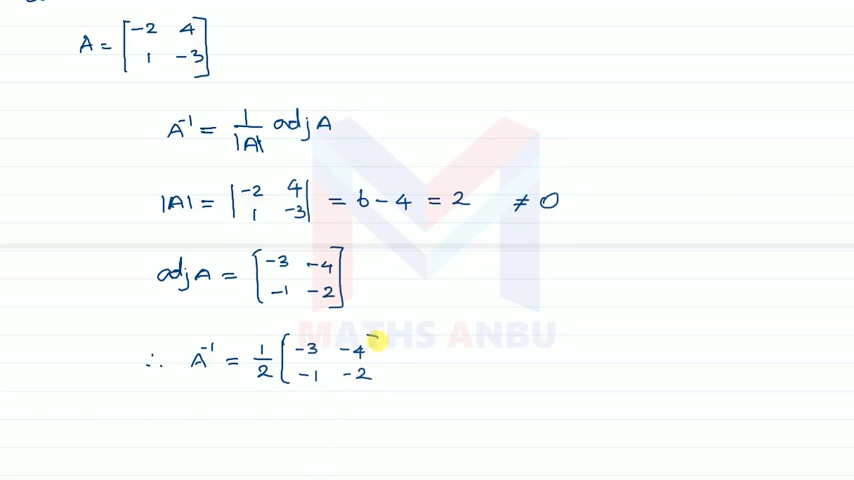 A = [ -2 4
1 -3 ]
A⁻¹ = 1/|A| adj A
|A| = | -2 4
1 -3 | = 6 - 4 = 2 ≠ 0
adj A = [ -3 -4
-1 -2 ]
MATHS ANBU
∴ A⁻¹ = 1/2 [ -3 -4
-1 -2